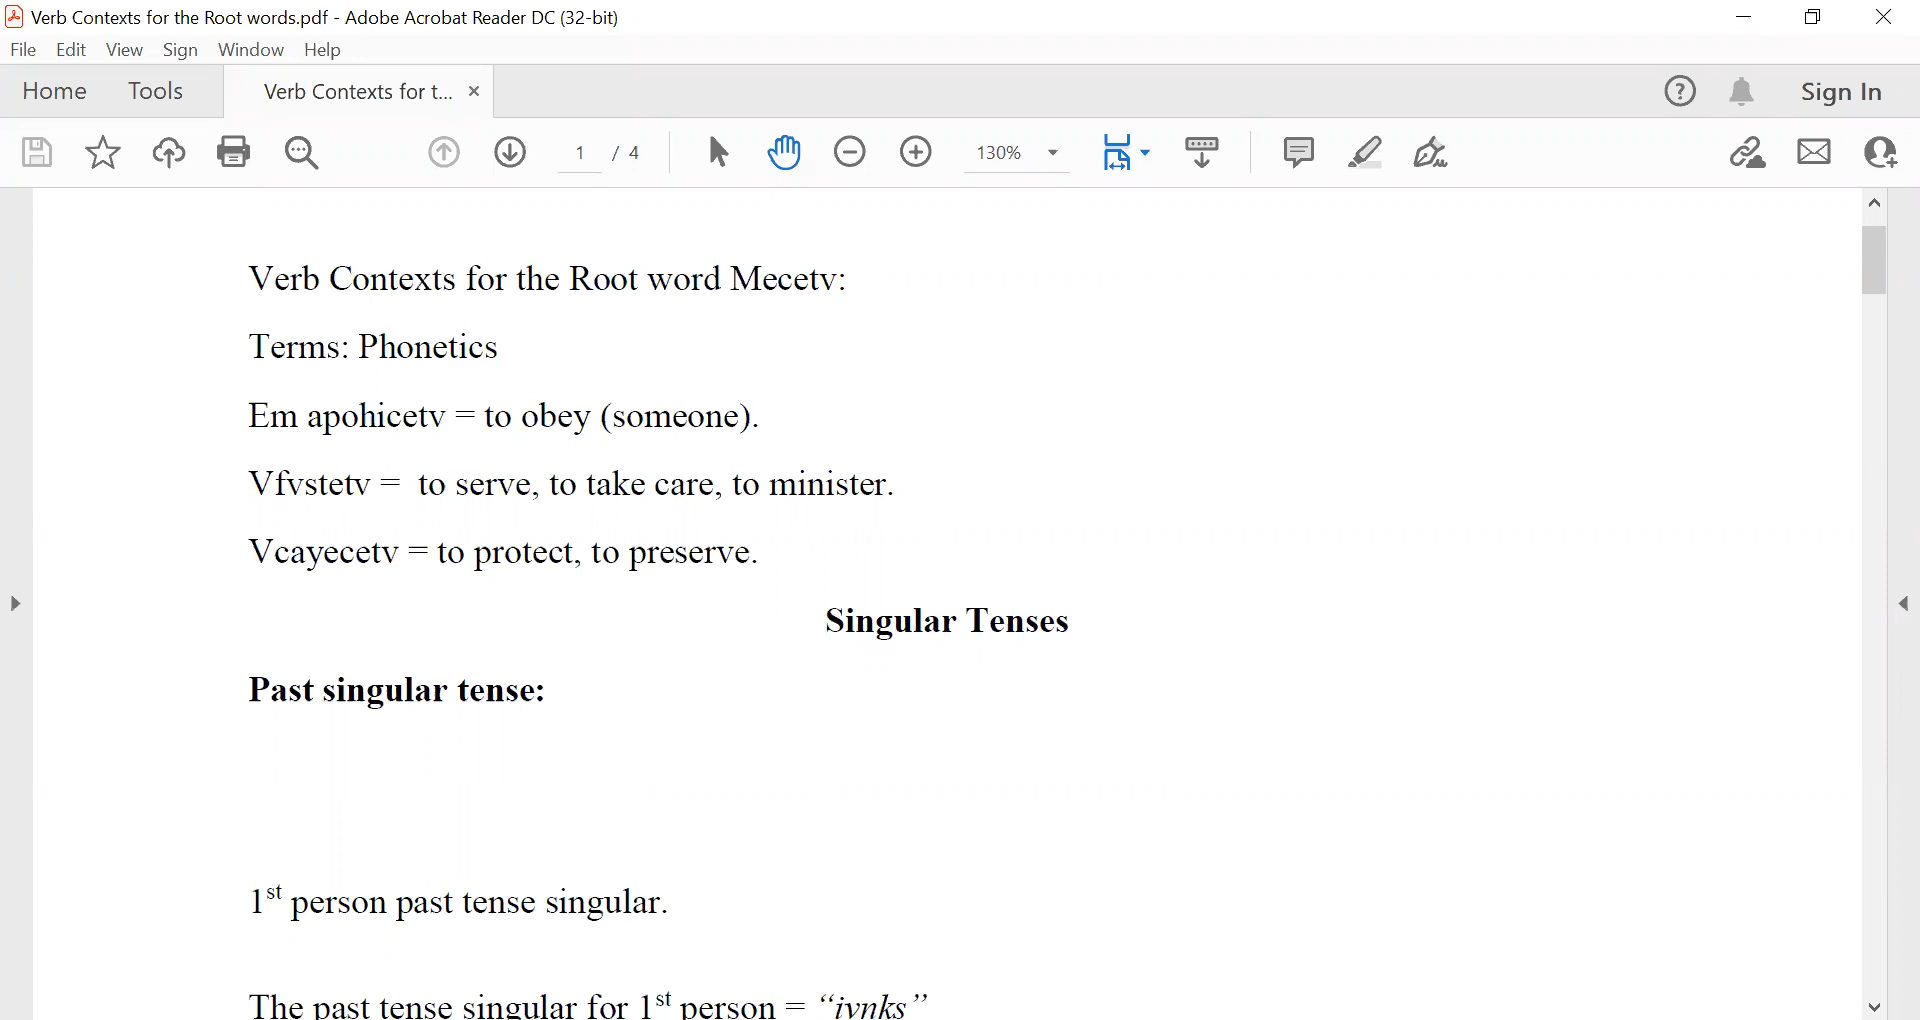 Verb Contexts for the Root words.pdf - Adobe Acrobat Reader DC (32-bit)
File Edit View Sign Window Help
Home Tools Verb Contexts for t... × Sign In
1 / 4 130%
Verb Contexts for the Root word Mecetv:
Terms: Phonetics
Em apohicetv = to obey (someone).
Vfvstetv = to serve, to take care, to minister.
Vcayecetv = to protect, to preserve.
Singular Tenses
Past singular tense:
1st person past tense singular.
The past tense singular for 1st person = “ivnks”